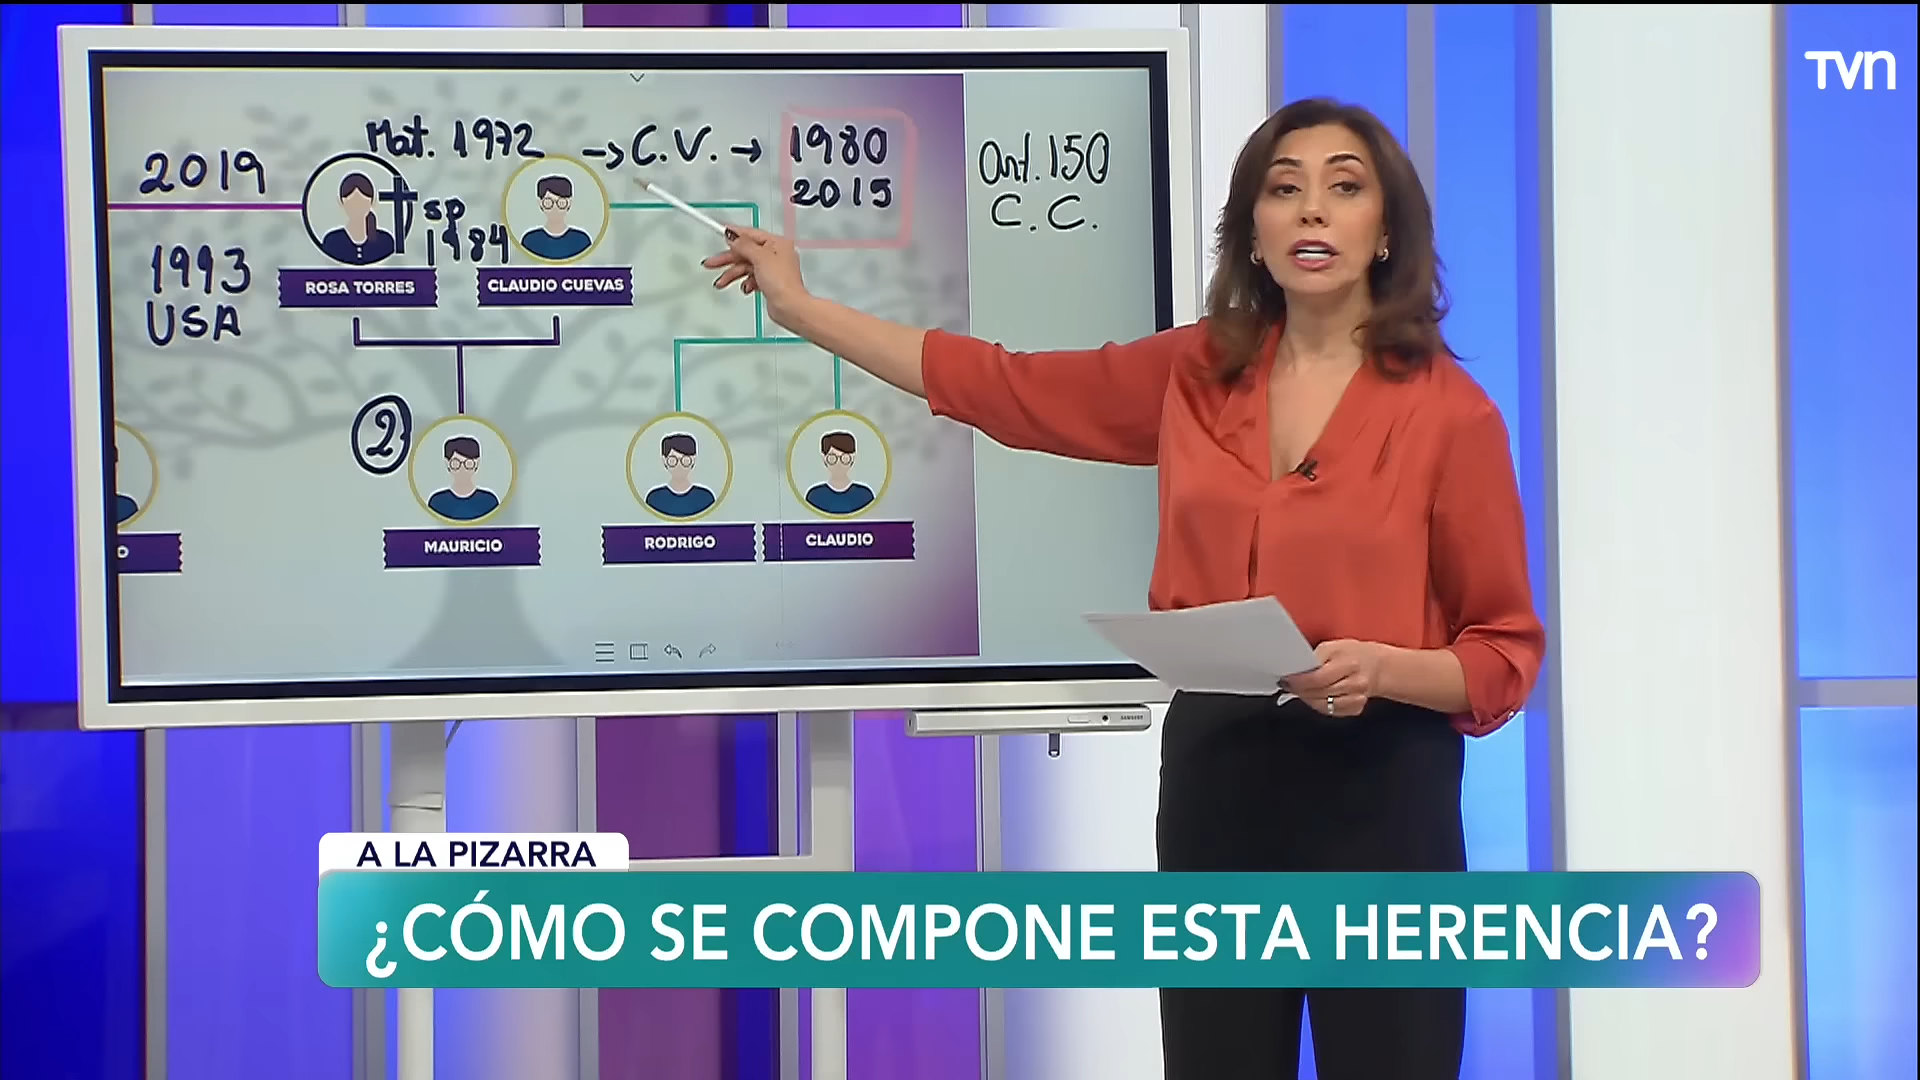 TVN
Mat. 1972 → C.V. → 1980
2015
Art. 150
C.C.
2019
† sp
1984
1993
USA
ROSA TORRES
CLAUDIO CUEVAS
2
MAURICIO
RODRIGO
CLAUDIO
O
SAMSUNG
A LA PIZARRA
¿CÓMO SE COMPONE ESTA HERENCIA?